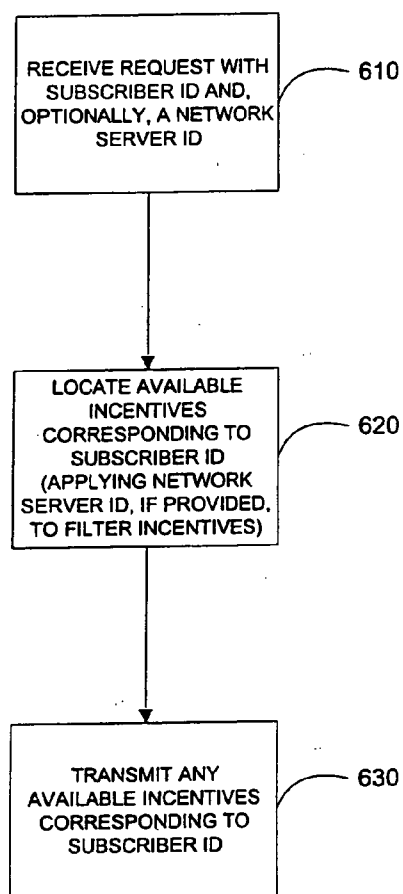 RECEIVE REQUEST WITH
SUBSCRIBER ID AND,
OPTIONALLY, A NETWORK
SERVER ID
610
LOCATE AVAILABLE
INCENTIVES
CORRESPONDING TO
SUBSCRIBER ID
(APPLYING NETWORK
SERVER ID, IF PROVIDED,
TO FILTER INCENTIVES)
620
TRANSMIT ANY
AVAILABLE INCENTIVES
CORRESPONDING TO
SUBSCRIBER ID
630